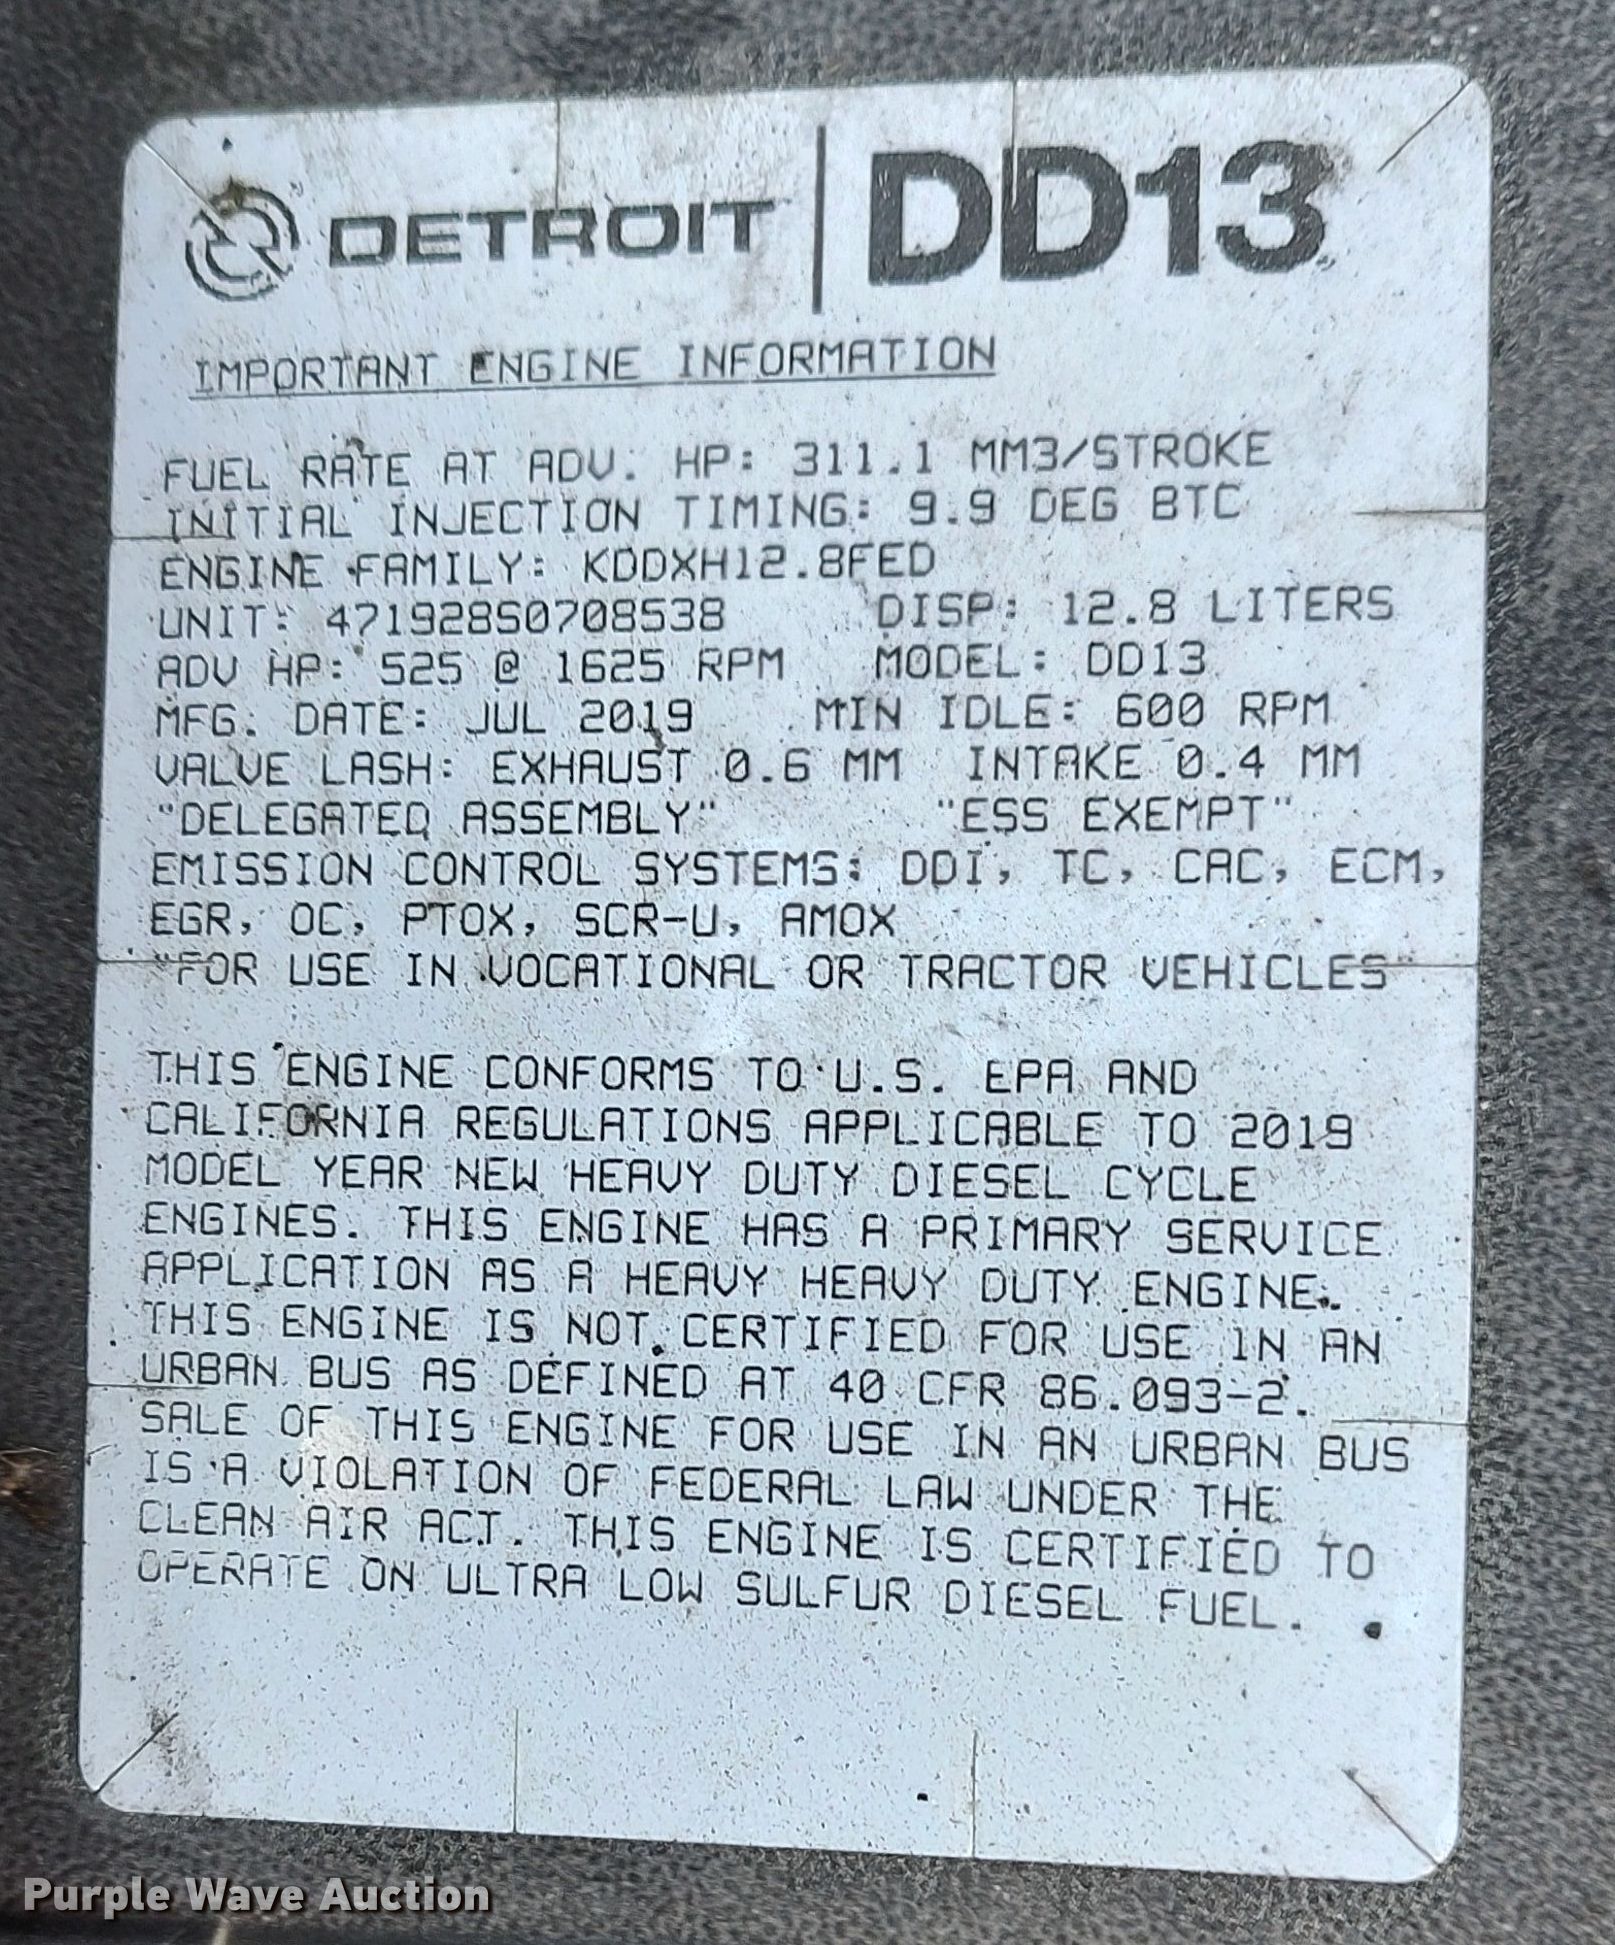 DETROIT | DD13
IMPORTANT ENGINE INFORMATION
FUEL RATE AT ADV. HP: 311.1 MM3/STROKE
INITIAL INJECTION TIMING: 9.9 DEG BTC
ENGINE FAMILY: KDDXH12.8FED
UNIT: 471928S0708538 DISP: 12.8 LITERS
ADV HP: 525 @ 1625 RPM MODEL: DD13
MFG. DATE: JUL 2019 MIN IDLE: 600 RPM
VALVE LASH: EXHAUST 0.6 MM INTAKE 0.4 MM
"DELEGATED ASSEMBLY" "ESS EXEMPT"
EMISSION CONTROL SYSTEMS: DDI, TC, CAC, ECM,
EGR, OC, PTOX, SCR-U, AMOX
"FOR USE IN VOCATIONAL OR TRACTOR VEHICLES"
THIS ENGINE CONFORMS TO U.S. EPA AND
CALIFORNIA REGULATIONS APPLICABLE TO 2019
MODEL YEAR NEW HEAVY DUTY DIESEL CYCLE
ENGINES. THIS ENGINE HAS A PRIMARY SERVICE
APPLICATION AS A HEAVY HEAVY DUTY ENGINE.
THIS ENGINE IS NOT CERTIFIED FOR USE IN AN
URBAN BUS AS DEFINED AT 40 CFR 86.093-2.
SALE OF THIS ENGINE FOR USE IN AN URBAN BUS
IS A VIOLATION OF FEDERAL LAW UNDER THE
CLEAN AIR ACT. THIS ENGINE IS CERTIFIED TO
OPERATE ON ULTRA LOW SULFUR DIESEL FUEL.
Purple Wave Auction